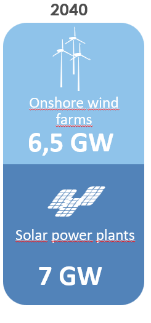 2040
Onshore wind
farms
6,5 GW
Solar power plants
7 GW